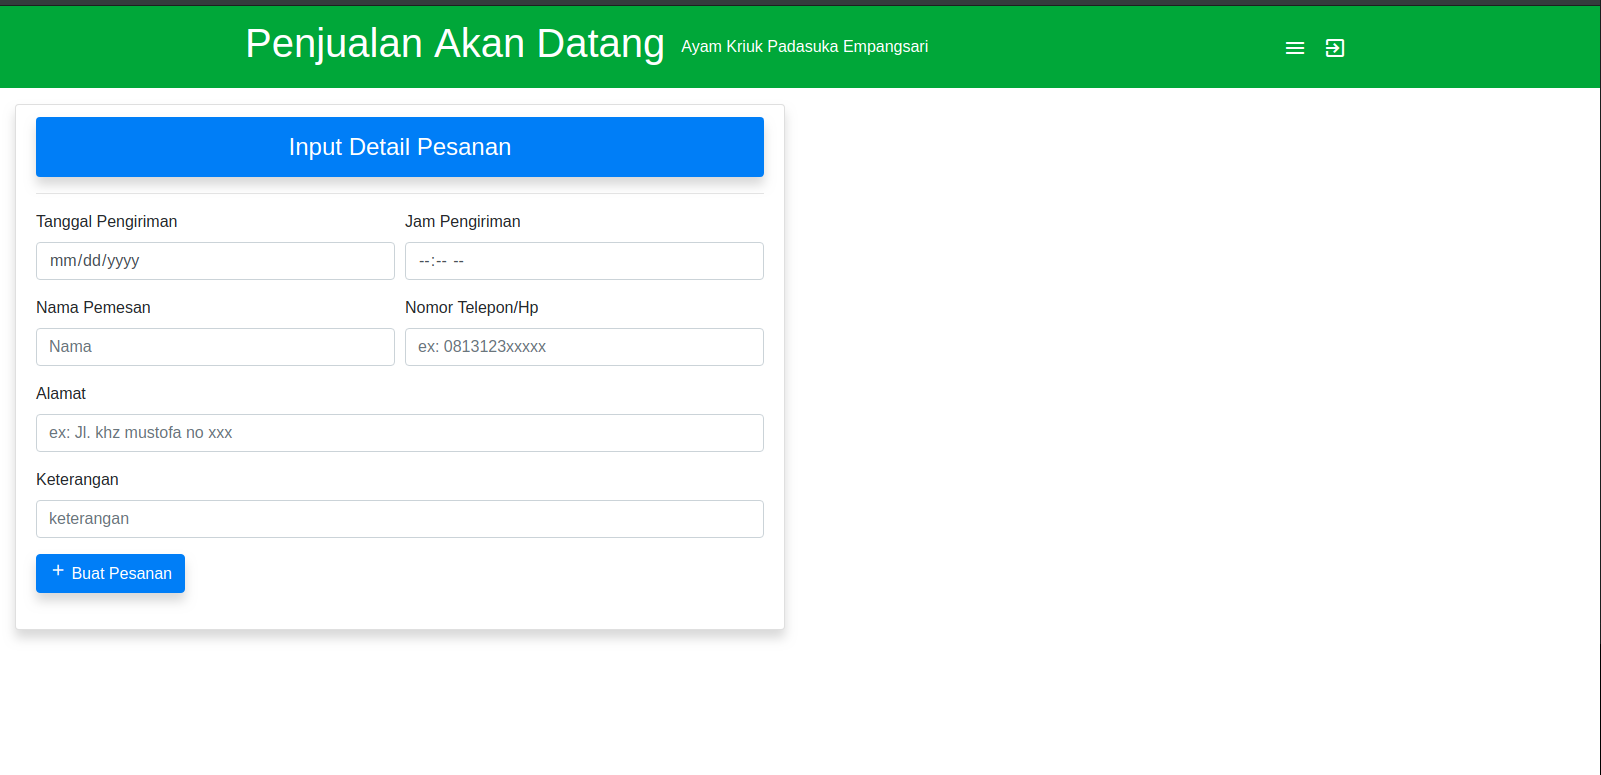 Penjualan Akan Datang Ayam Kriuk Padasuka Empangsari
Input Detail Pesanan
Tanggal Pengiriman Jam Pengiriman
mm/dd/yyyy --:-- --
Nama Pemesan Nomor Telepon/Hp
Nama ex: 0813123xxxxx
Alamat
ex: Jl. khz mustofa no xxx
Keterangan
keterangan
+ Buat Pesanan